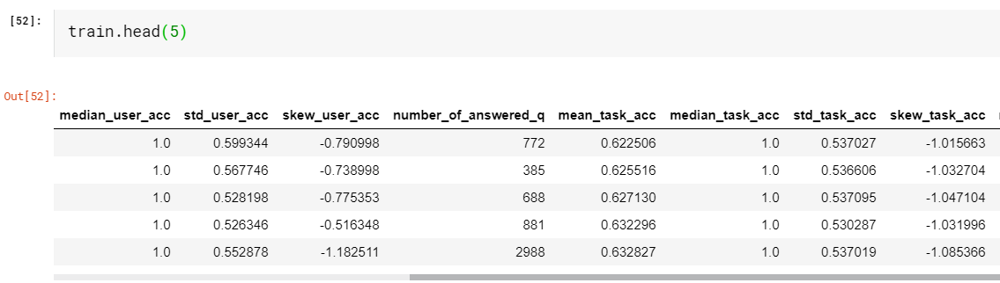 [52]:
train.head(5)
Out[52]:
median_user_acc std_user_acc skew_user_acc number_of_answered_q mean_task_acc median_task_acc std_task_acc skew_task_acc
1.0 0.599344 -0.790998 772 0.622506 1.0 0.537027 -1.015663
1.0 0.567746 -0.738998 385 0.625516 1.0 0.536606 -1.032704
1.0 0.528198 -0.775353 688 0.627130 1.0 0.537095 -1.047104
1.0 0.526346 -0.516348 881 0.632296 1.0 0.530287 -1.031996
1.0 0.552878 -1.182511 2988 0.632827 1.0 0.537019 -1.085366